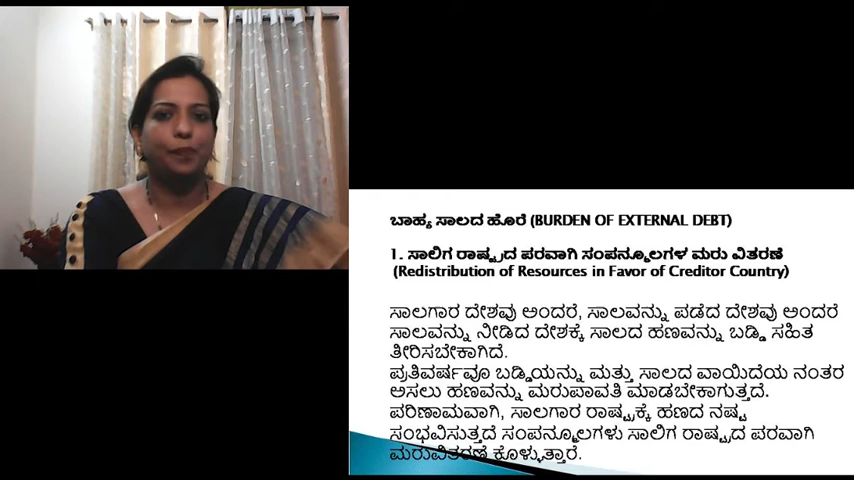 ಬಾಹ್ಯ ಸಾಲದ ಹೊರೆ (BURDEN OF EXTERNAL DEBT)
1. ಸಾಲಿಗ ರಾಷ್ಟ್ರದ ಪರವಾಗಿ ಸಂಪನ್ಮೂಲಗಳ ಮರು ವಿತರಣೆ
(Redistribution of Resources in Favor of Creditor Country)
ಸಾಲಗಾರ ದೇಶವು ಅಂದರೆ, ಸಾಲವನ್ನು ಪಡೆದ ದೇಶವು ಅಂದರೆ
ಸಾಲವನ್ನು ನೀಡಿದ ದೇಶಕ್ಕೆ ಸಾಲದ ಹಣವನ್ನು ಬಡ್ಡಿ ಸಹಿತ
ತೀರಿಸಬೇಕಾಗಿದೆ.
ಪ್ರತಿವರ್ಷವೂ ಬಡ್ಡಿಯನ್ನು ಮತ್ತು ಸಾಲದ ವಾಯಿದೆಯ ನಂತರ
ಅಸಲು ಹಣವನ್ನು ಮರುಪಾವತಿ ಮಾಡಬೇಕಾಗುತ್ತದೆ.
ಪರಿಣಾಮವಾಗಿ, ಸಾಲಗಾರ ರಾಷ್ಟ್ರಕ್ಕೆ ಹಣದ ನಷ್ಟ
ಸಂಭವಿಸುತ್ತದೆ ಸಂಪನ್ಮೂಲಗಳು ಸಾಲಿಗ ರಾಷ್ಟ್ರದ ಪರವಾಗಿ
ಮರುವಿತರಣೆ ಕೊಳ್ಳುತ್ತಾರೆ.